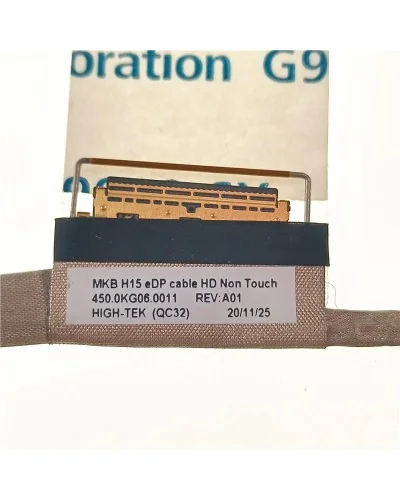 oration G9
MKB H15 eDP cable HD Non Touch
450.0KG06.0011 REV:A01
HIGH-TEK (QC32) 20/11/25